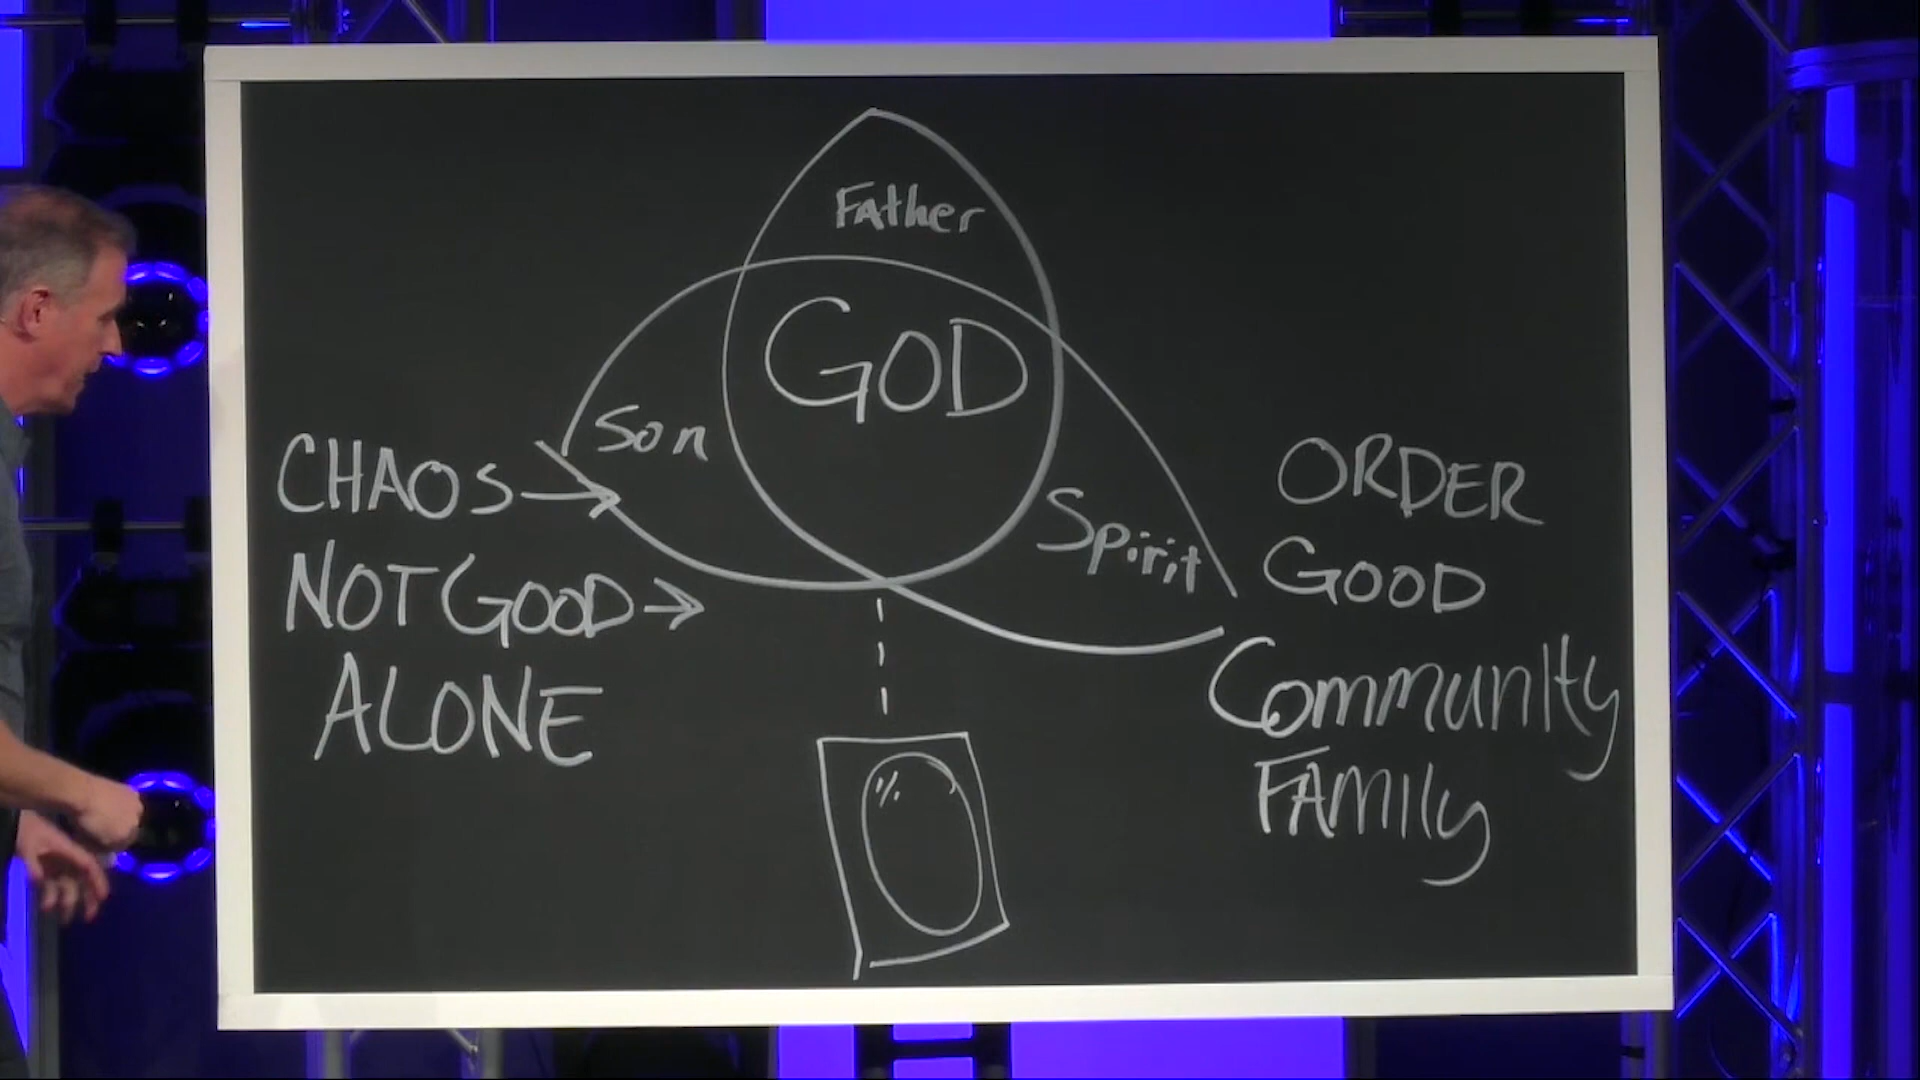 Father
GOD
Son
Spirit
CHAOS →
NOT GOOD →
ALONE
ORDER
GOOD
Community
FAmily